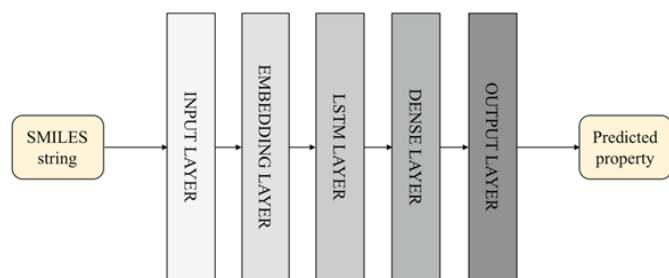 SMILES
string
INPUT LAYER
EMBEDDING LAYER
LSTM LAYER
DENSE LAYER
OUTPUT LAYER
Predicted
property